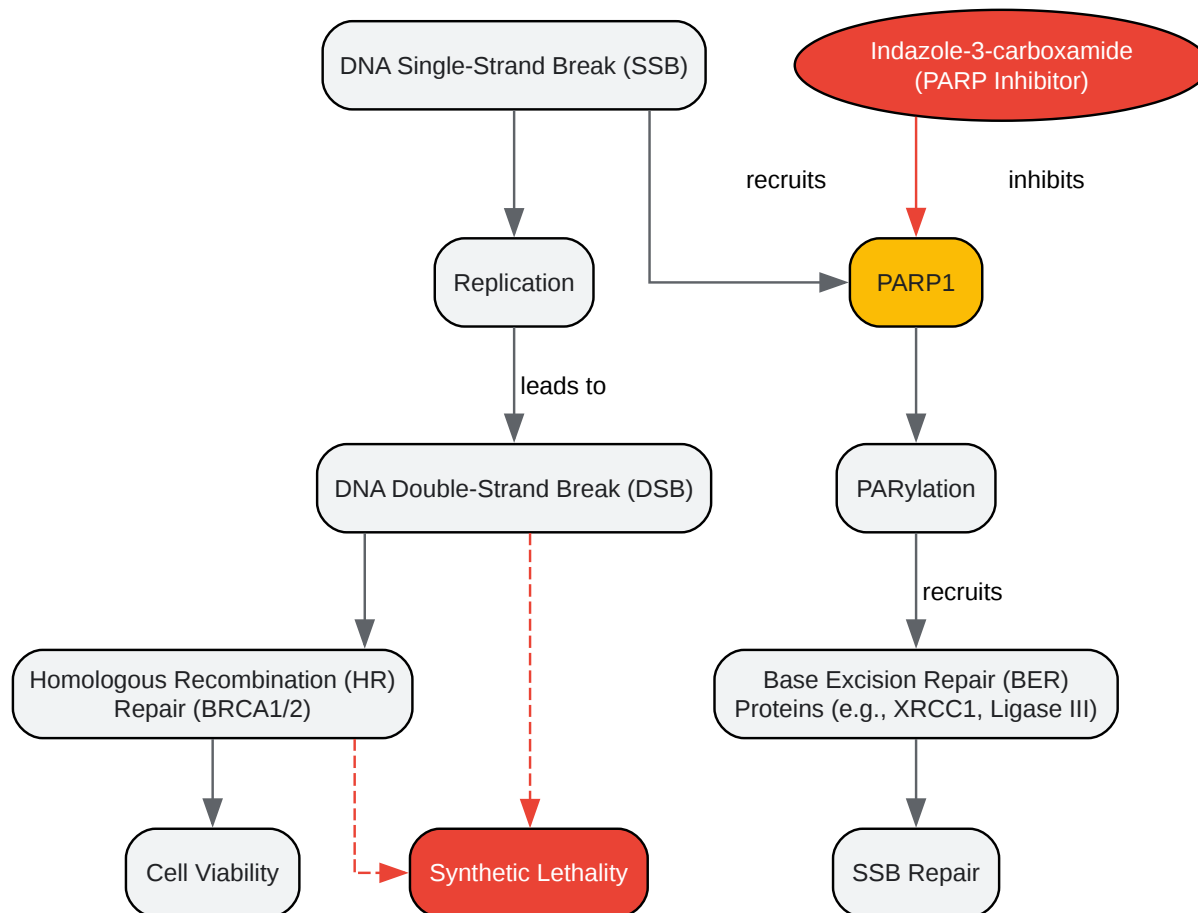 DNA Single-Strand Break (SSB)
Indazole-3-carboxamide
(PARP Inhibitor)
recruits
inhibits
Replication
PARP1
leads to
DNA Double-Strand Break (DSB)
PARylation
recruits
Homologous Recombination (HR)
Repair (BRCA1/2)
Base Excision Repair (BER)
Proteins (e.g., XRCC1, Ligase III)
Cell Viability
Synthetic Lethality
SSB Repair